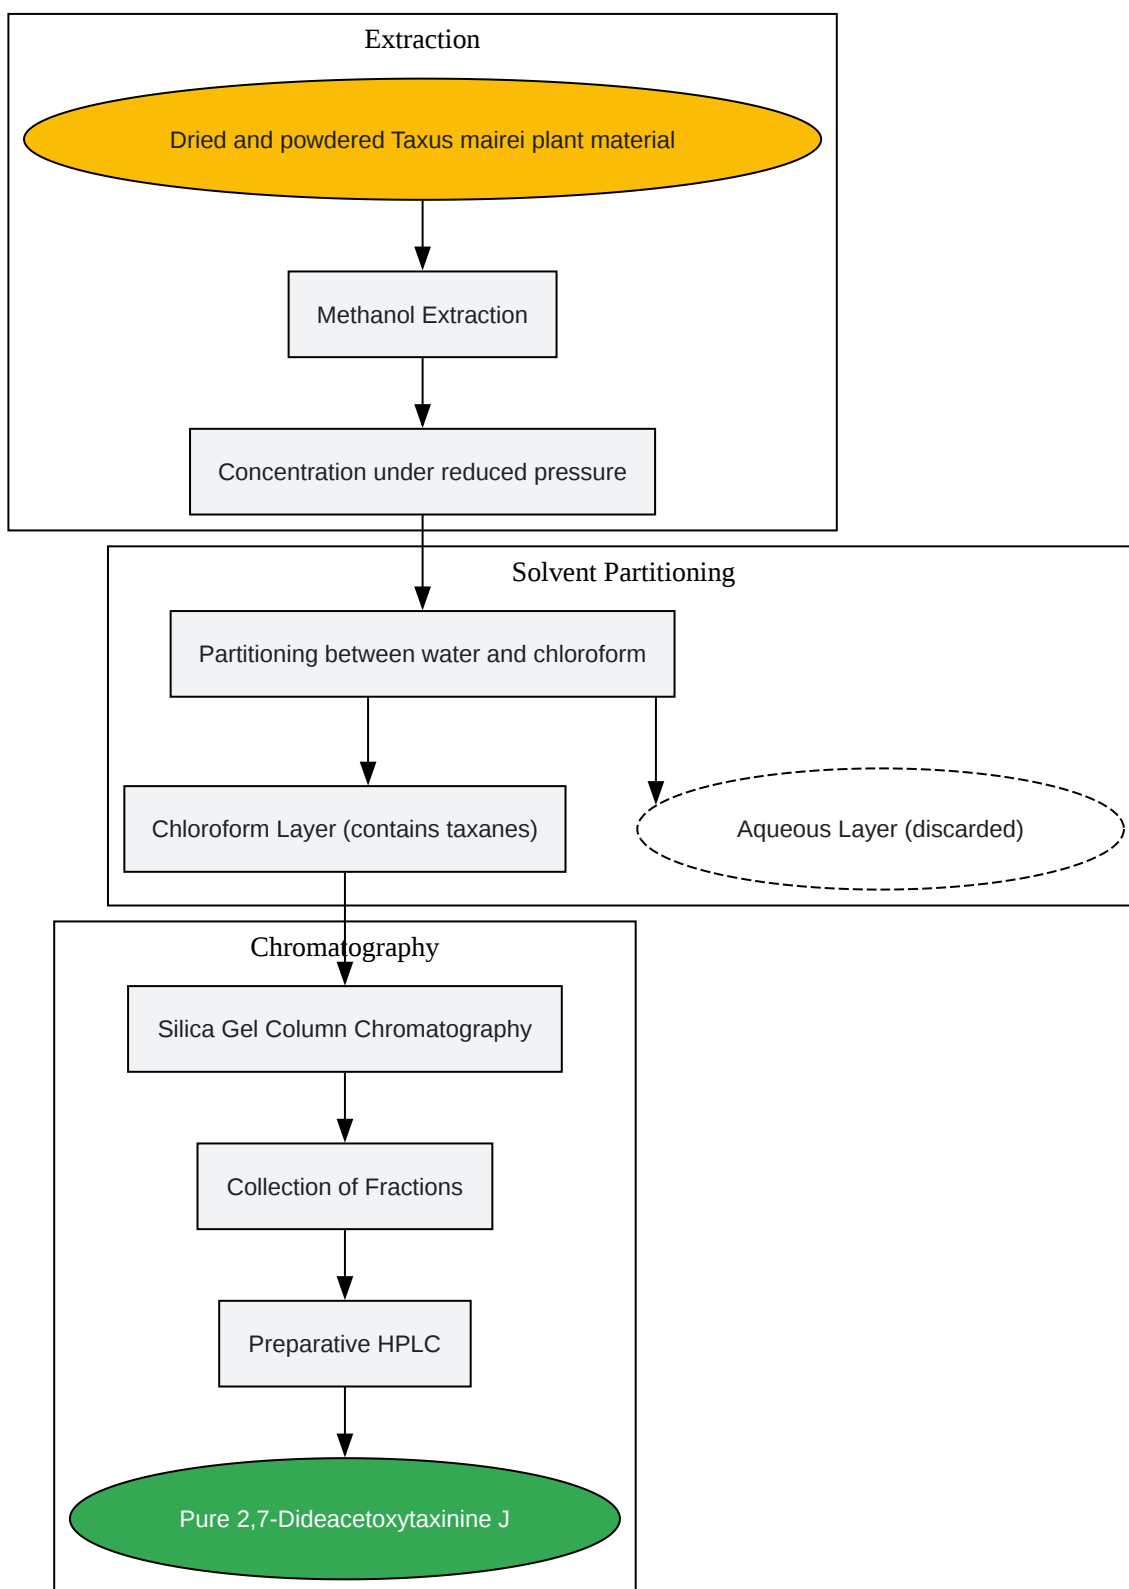 Extraction
Dried and powdered Taxus mairei plant material
Methanol Extraction
Concentration under reduced pressure
Solvent Partitioning
Partitioning between water and chloroform
Chloroform Layer (contains taxanes)
Aqueous Layer (discarded)
Chromatography
Silica Gel Column Chromatography
Collection of Fractions
Preparative HPLC
Pure 2,7-Dideacetoxytaxinine J